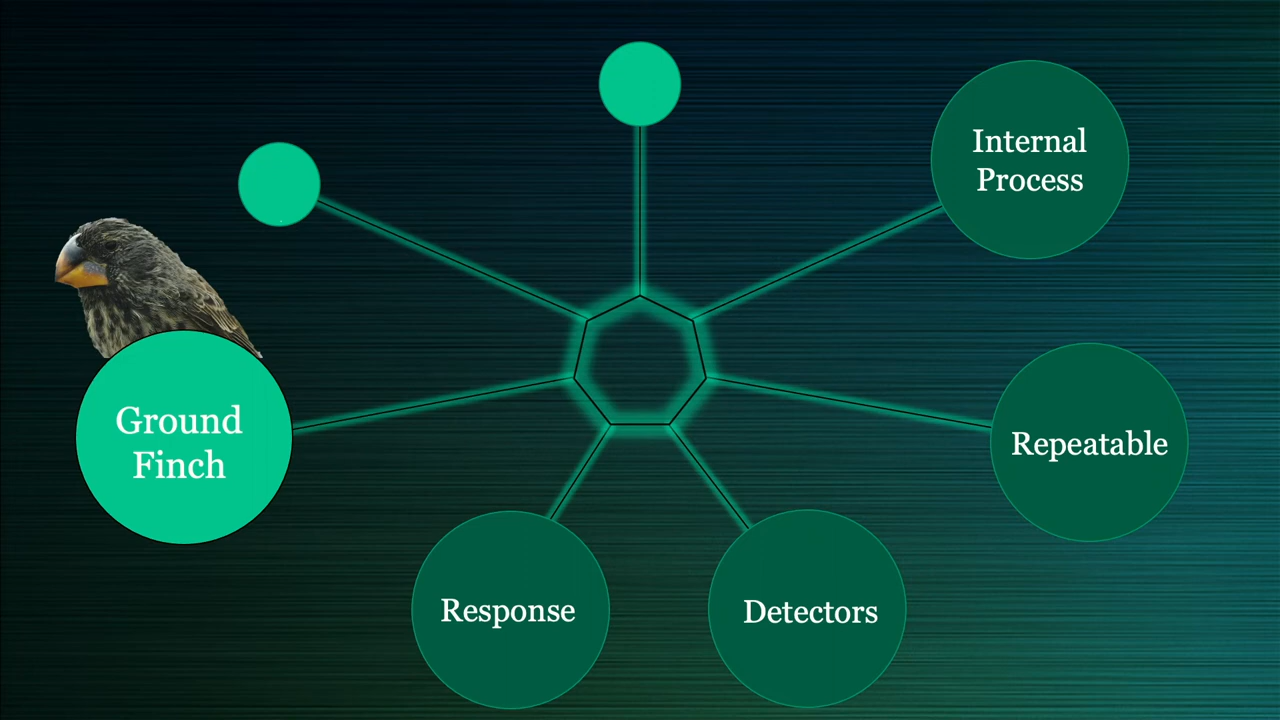 Internal
Process
Ground
Finch
Repeatable
Response
Detectors